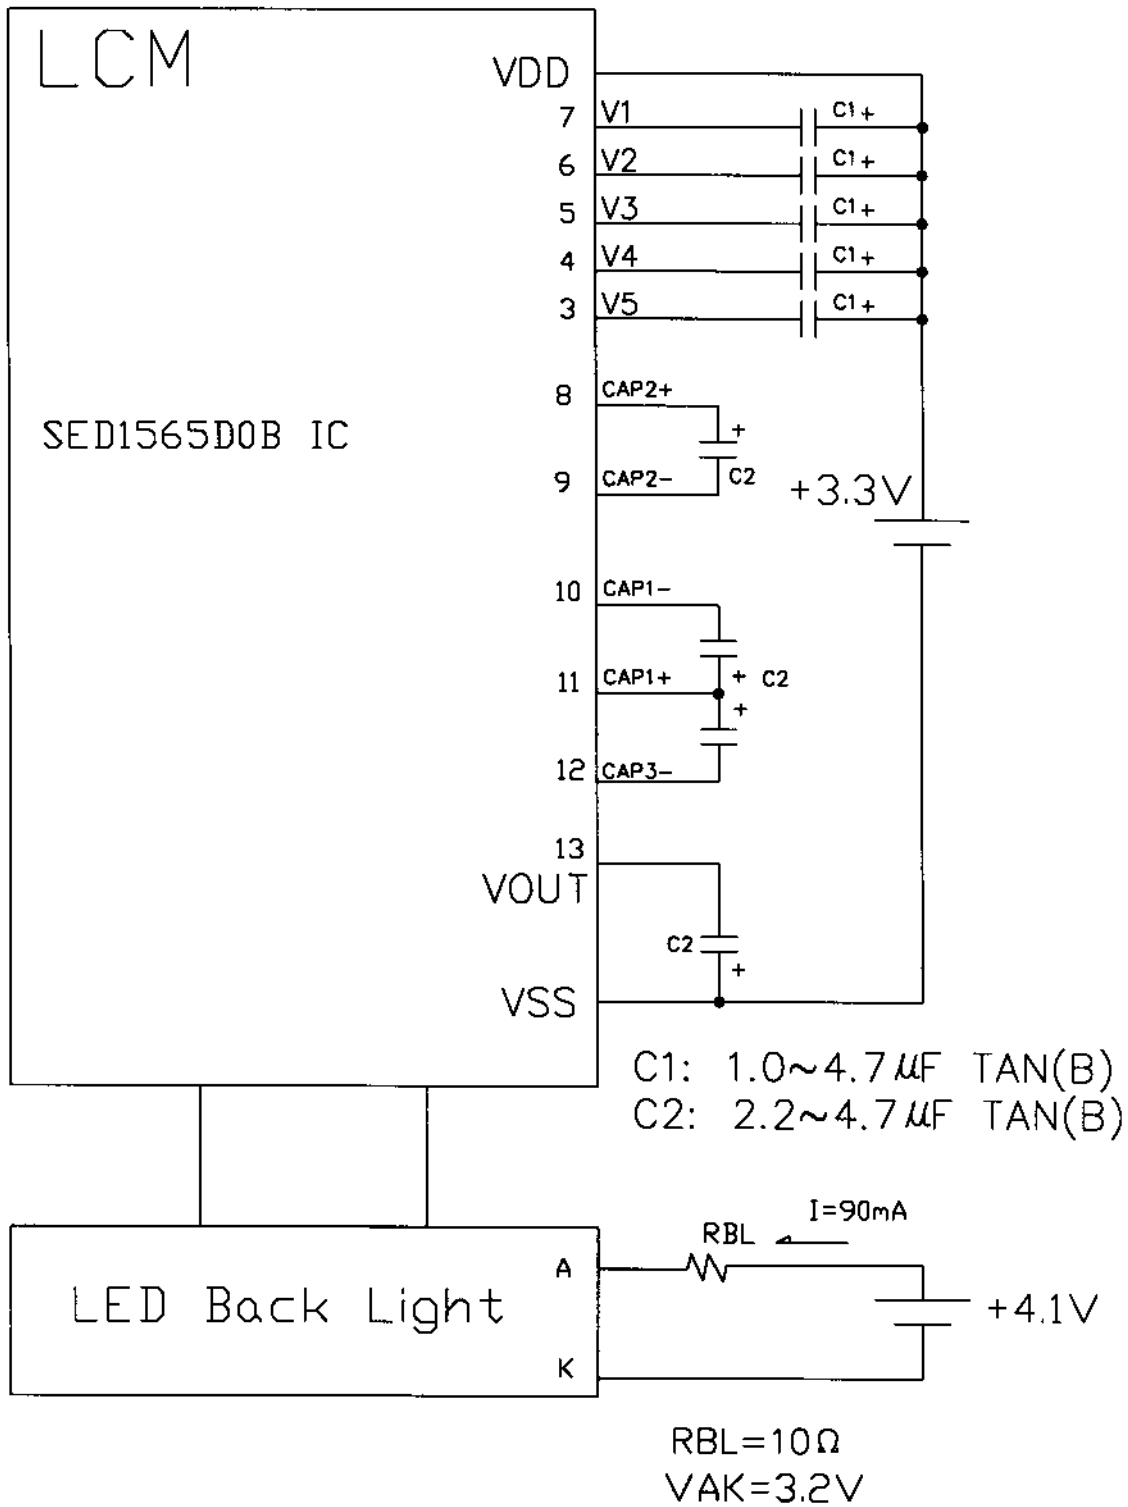 LCM
VDD
7 V1 C1+
6 V2 C1+
5 V3 C1+
4 V4 C1+
3 V5 C1+
8 CAP2+
+
SED1565D0B IC
9 CAP2- C2
+3.3V
10 CAP1-
11 CAP1+ + C2
+
12 CAP3-
13
VOUT
C2
+
VSS
C1: 1.0~4.7µF TAN(B)
C2: 2.2~4.7µF TAN(B)
I=90mA
RBL
A
LED Back Light
+4.1V
K
RBL=10Ω
VAK=3.2V